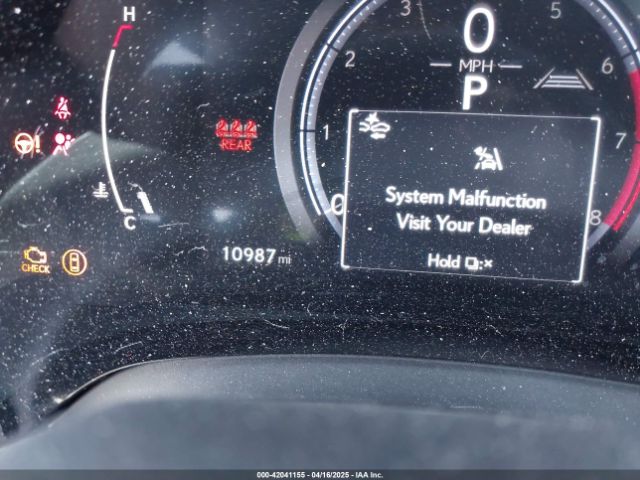 H
3
5
0
2
MPH
6
P
1
7
REAR
System Malfunction
0
Visit Your Dealer
8
C
10987 mi
Hold :×
CHECK
000-42041155 - 04/16/2025 - IAA Inc.